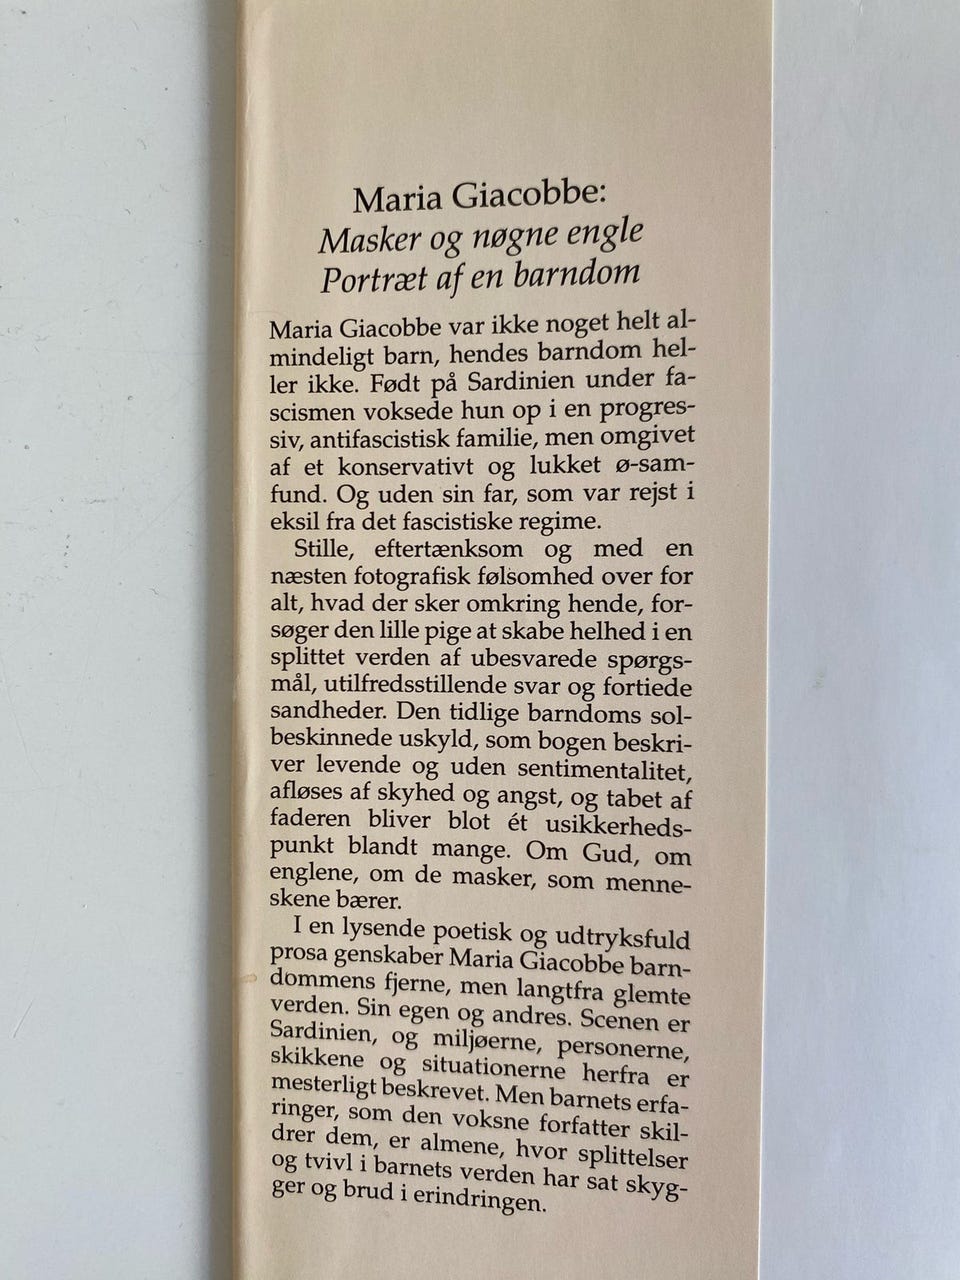 Maria Giacobbe:
Masker og nøgne engle
Portræt af en barndom
Maria Giacobbe var ikke noget helt al-
mindeligt barn, hendes barndom hel-
ler ikke. Født på Sardinien under fa-
scismen voksede hun op i en progres-
siv, antifascistisk familie, men omgivet
af et konservativt og lukket ø-sam-
fund. Og uden sin far, som var rejst i
eksil fra det fascistiske regime.
Stille, eftertænksom og med en
næsten fotografisk følsomhed over for
alt, hvad der sker omkring hende, for-
søger den lille pige at skabe helhed i en
splittet verden af ubesvarede spørgs-
mål, utilfredsstillende svar og fortiede
sandheder. Den tidlige barndoms sol-
beskinnede uskyld, som bogen beskri-
ver levende og uden sentimentalitet,
afløses af skyhed og angst, og tabet af
faderen bliver blot ét usikkerheds-
punkt blandt mange. Om Gud, om
englene, om de masker, som menne-
skene bærer.
I en lysende poetisk og udtryksfuld
prosa genskaber Maria Giacobbe barn-
dommens fjerne, men langtfra glemte
verden. Sin egen og andres. Scenen er
Sardinien, og miljøerne, personerne,
skikkene og situationerne herfra er
mesterligt beskrevet. Men barnets erfa-
ringer, som den voksne forfatter skil-
drer dem, er almene, hvor splittelser
og tvivl i barnets verden har sat skyg-
ger og brud i erindringen.